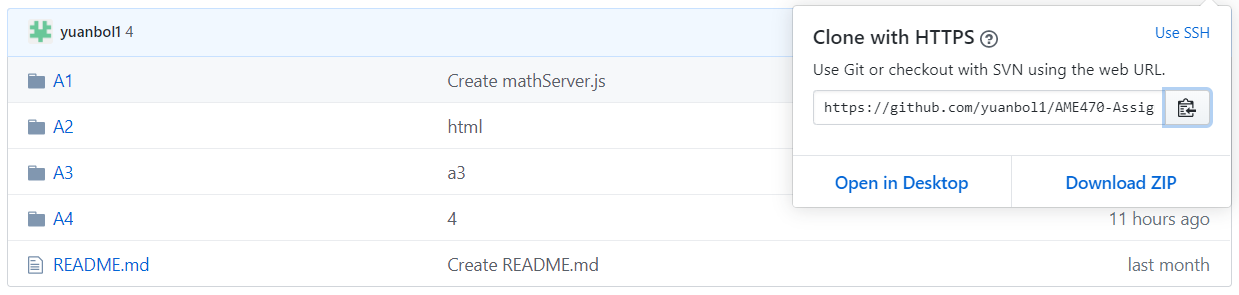 yuanbol1 4
A1 Create mathServer.js
A2 html
A3 a3
A4 4 11 hours ago
README.md Create README.md last month
Clone with HTTPS ? Use SSH
Use Git or checkout with SVN using the web URL.
https://github.com/yuanbol1/AME470-Assig
Open in Desktop Download ZIP